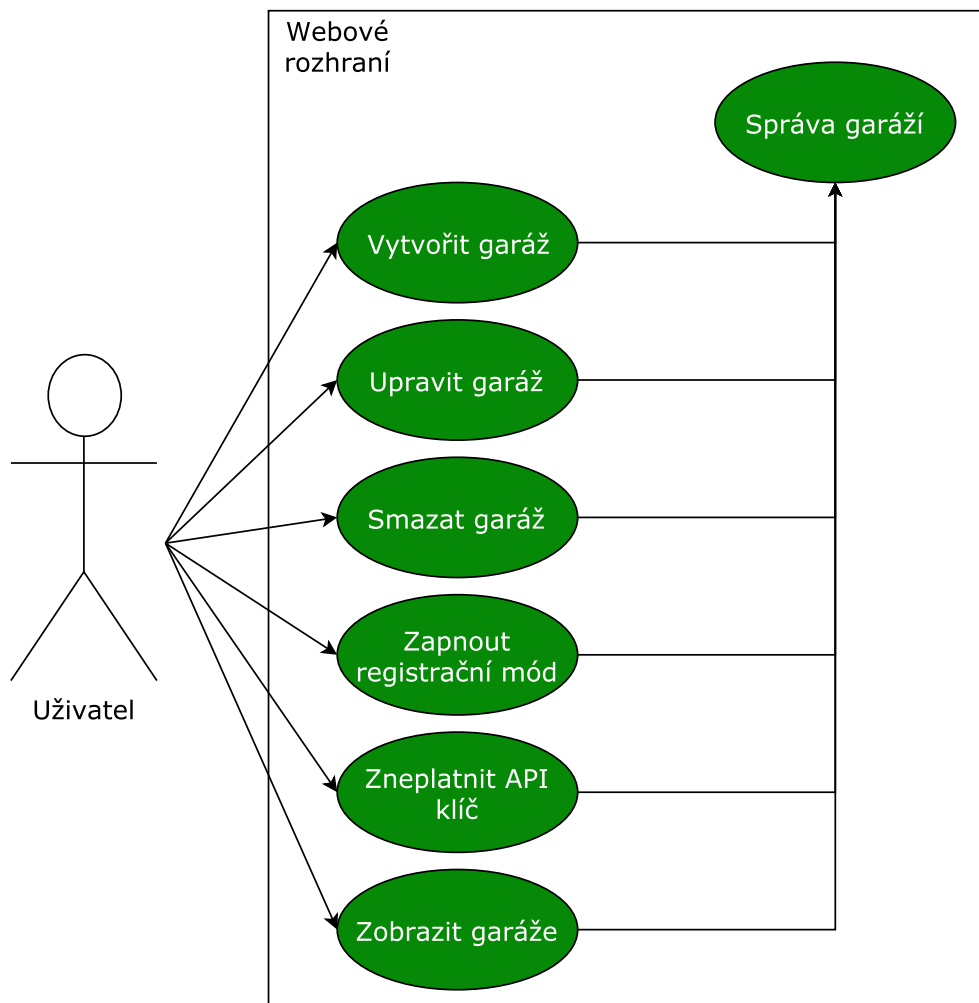 Webové
rozhraní
Správa garáží
Vytvořit garáž
Upravit garáž
Smazat garáž
Zapnout
registrační mód
Uživatel
Zneplatnit API
klíč
Zobrazit garáže